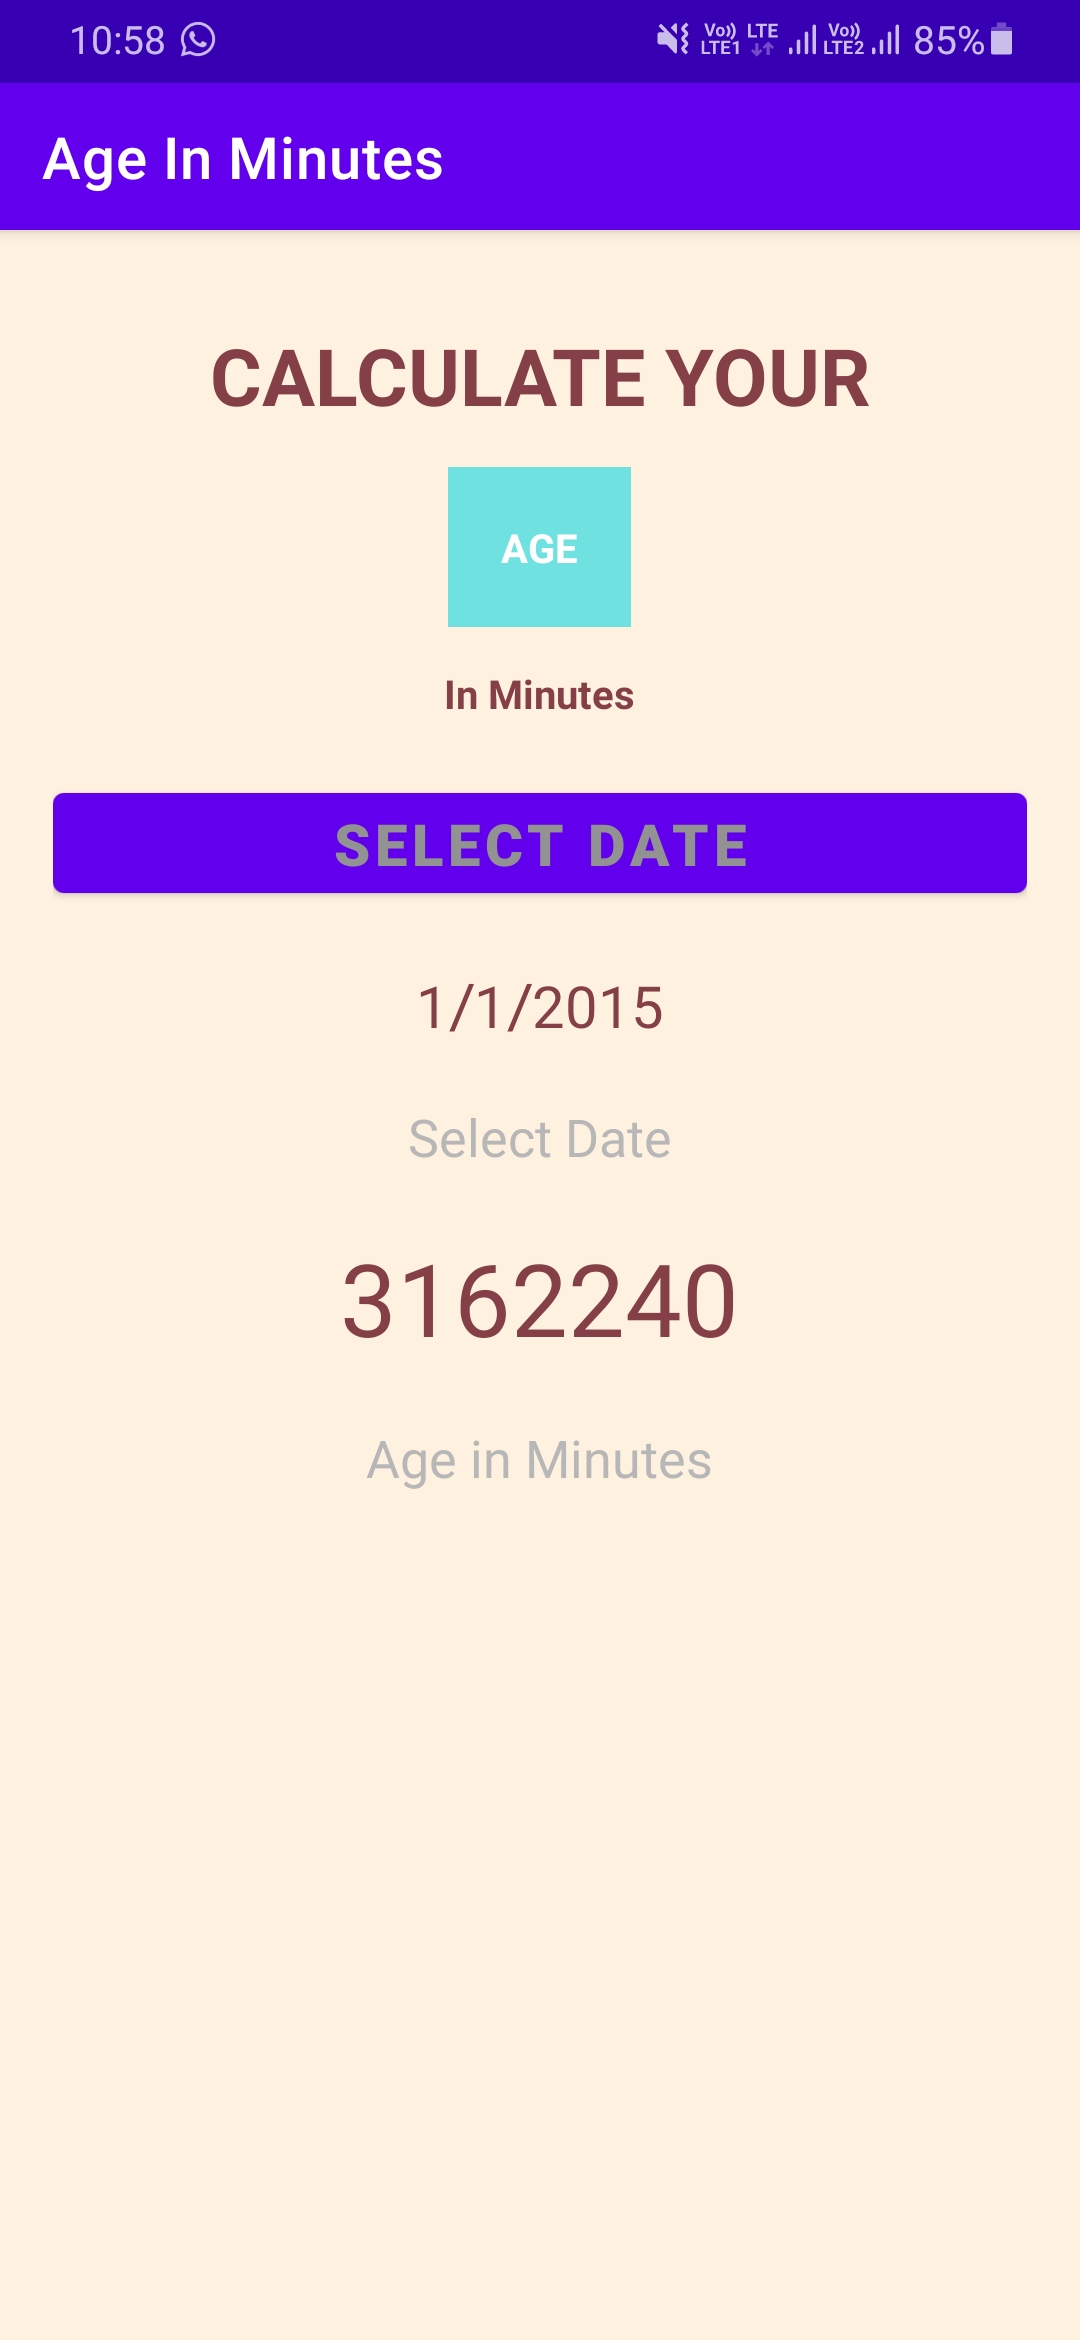 10:58 Vo)) LTE1 LTE Vo)) LTE2 85%
Age In Minutes
CALCULATE YOUR
AGE
In Minutes
SELECT DATE
1/1/2015
Select Date
3162240
Age in Minutes